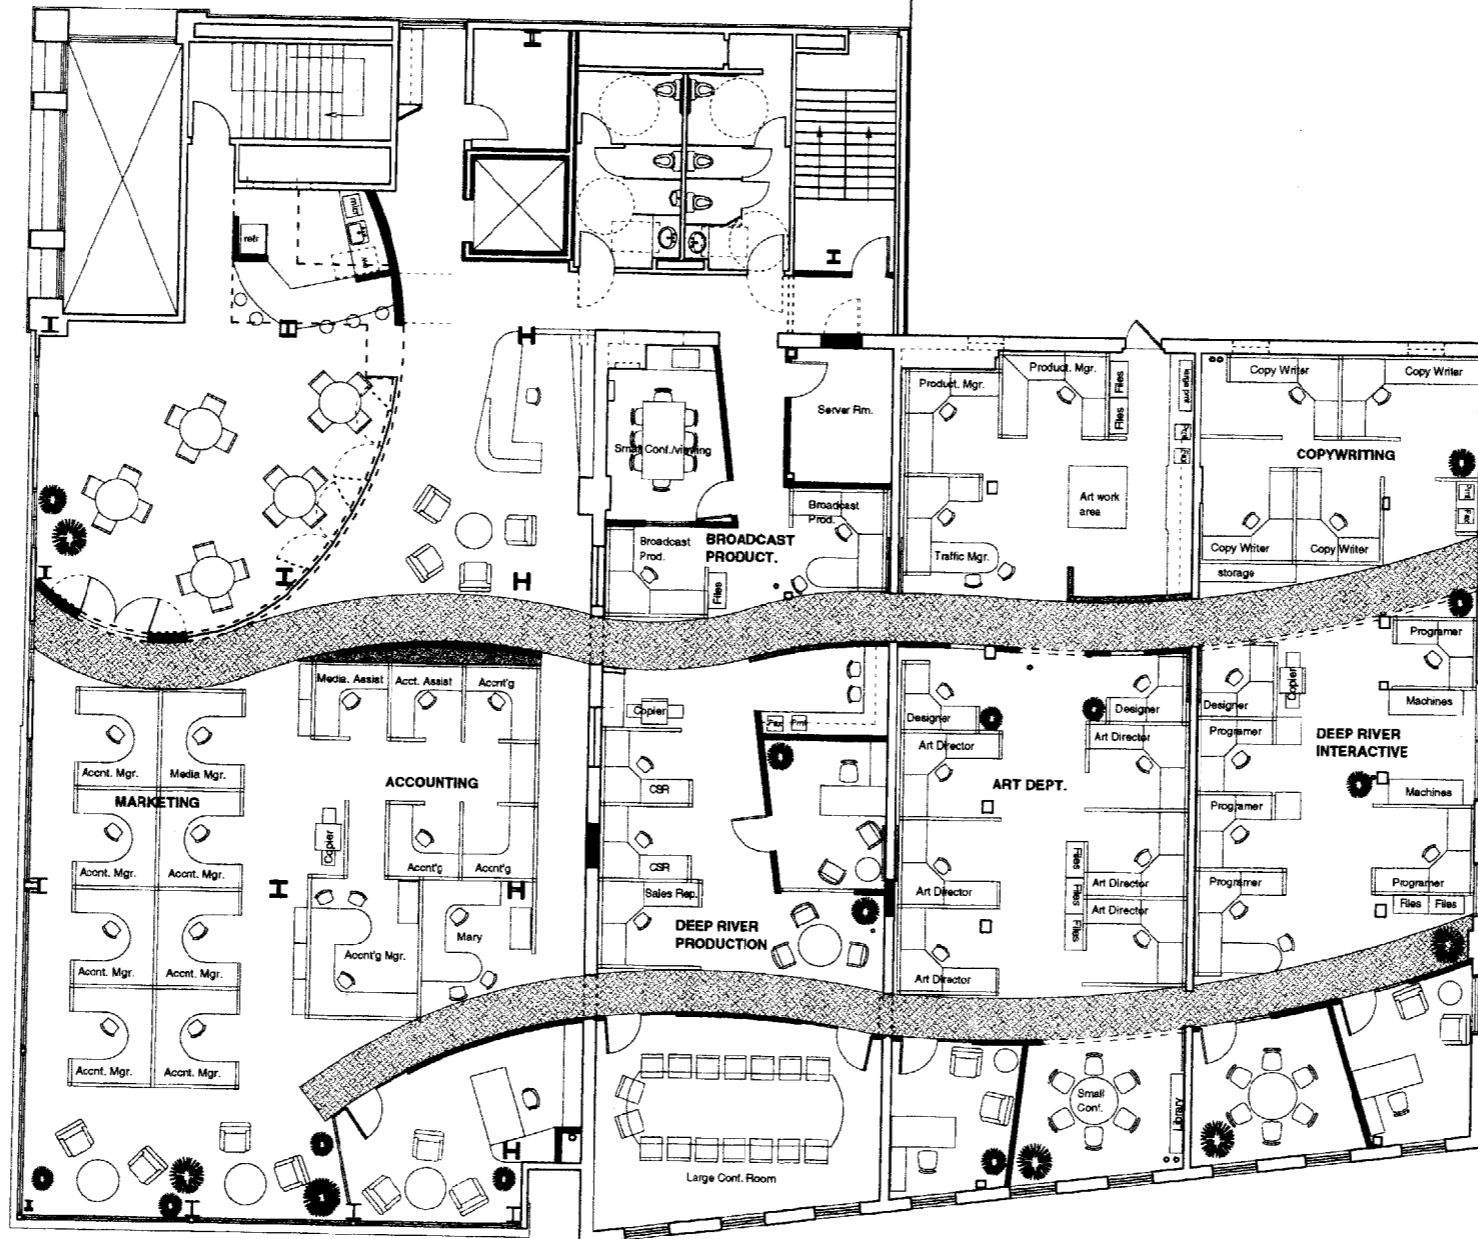 refr
Product. Mgr.
Product. Mgr.
Files
Files
Copy Writer
Copy Writer
Server Rm.
Small Conf./viewing
COPYWRITING
Art work
area
Prnt
Fax
Broadcast
Prod.
Broadcast
Prod.
BROADCAST
PRODUCT.
Files
Traffic Mgr.
Copy Writer
Copy Writer
storage
Programer
Media. Assist
Acct. Assist
Accnt'g
Copier
Fax
Prnt
Designer
Designer
Designer
Copier
Machines
Art Director
Art Director
Programer
DEEP RIVER
INTERACTIVE
Accnt. Mgr.
Media Mgr.
MARKETING
ACCOUNTING
CSR
ART DEPT.
Machines
Programer
Copier
Accnt. Mgr.
Accnt. Mgr.
Accnt'g
Accnt'g
CSR
Sales Rep.
Art Director
Files
Files
Files
Art Director
Art Director
Programer
Programer
Files
Files
DEEP RIVER
PRODUCTION
Mary
Accnt'g Mgr.
Accnt. Mgr.
Accnt. Mgr.
Art Director
Accnt. Mgr.
Accnt. Mgr.
Small
Conf.
Library
Large Conf. Room